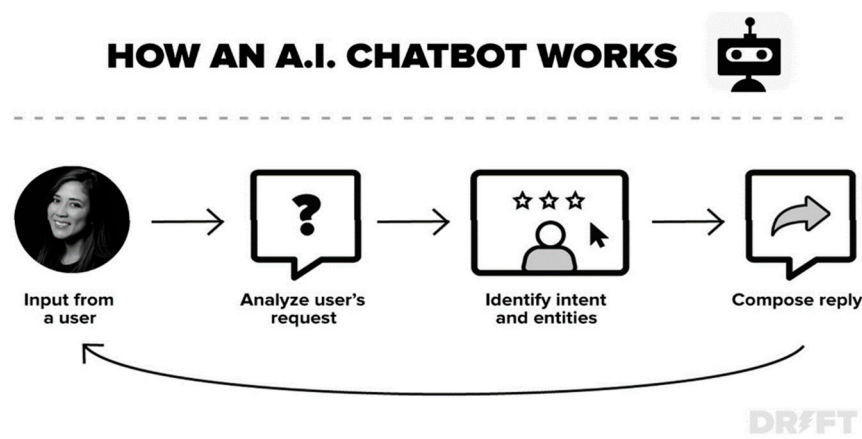 HOW AN A.I. CHATBOT WORKS
?
Input from
a user
Analyze user's
request
Identify intent
and entities
Compose reply
DRIFT